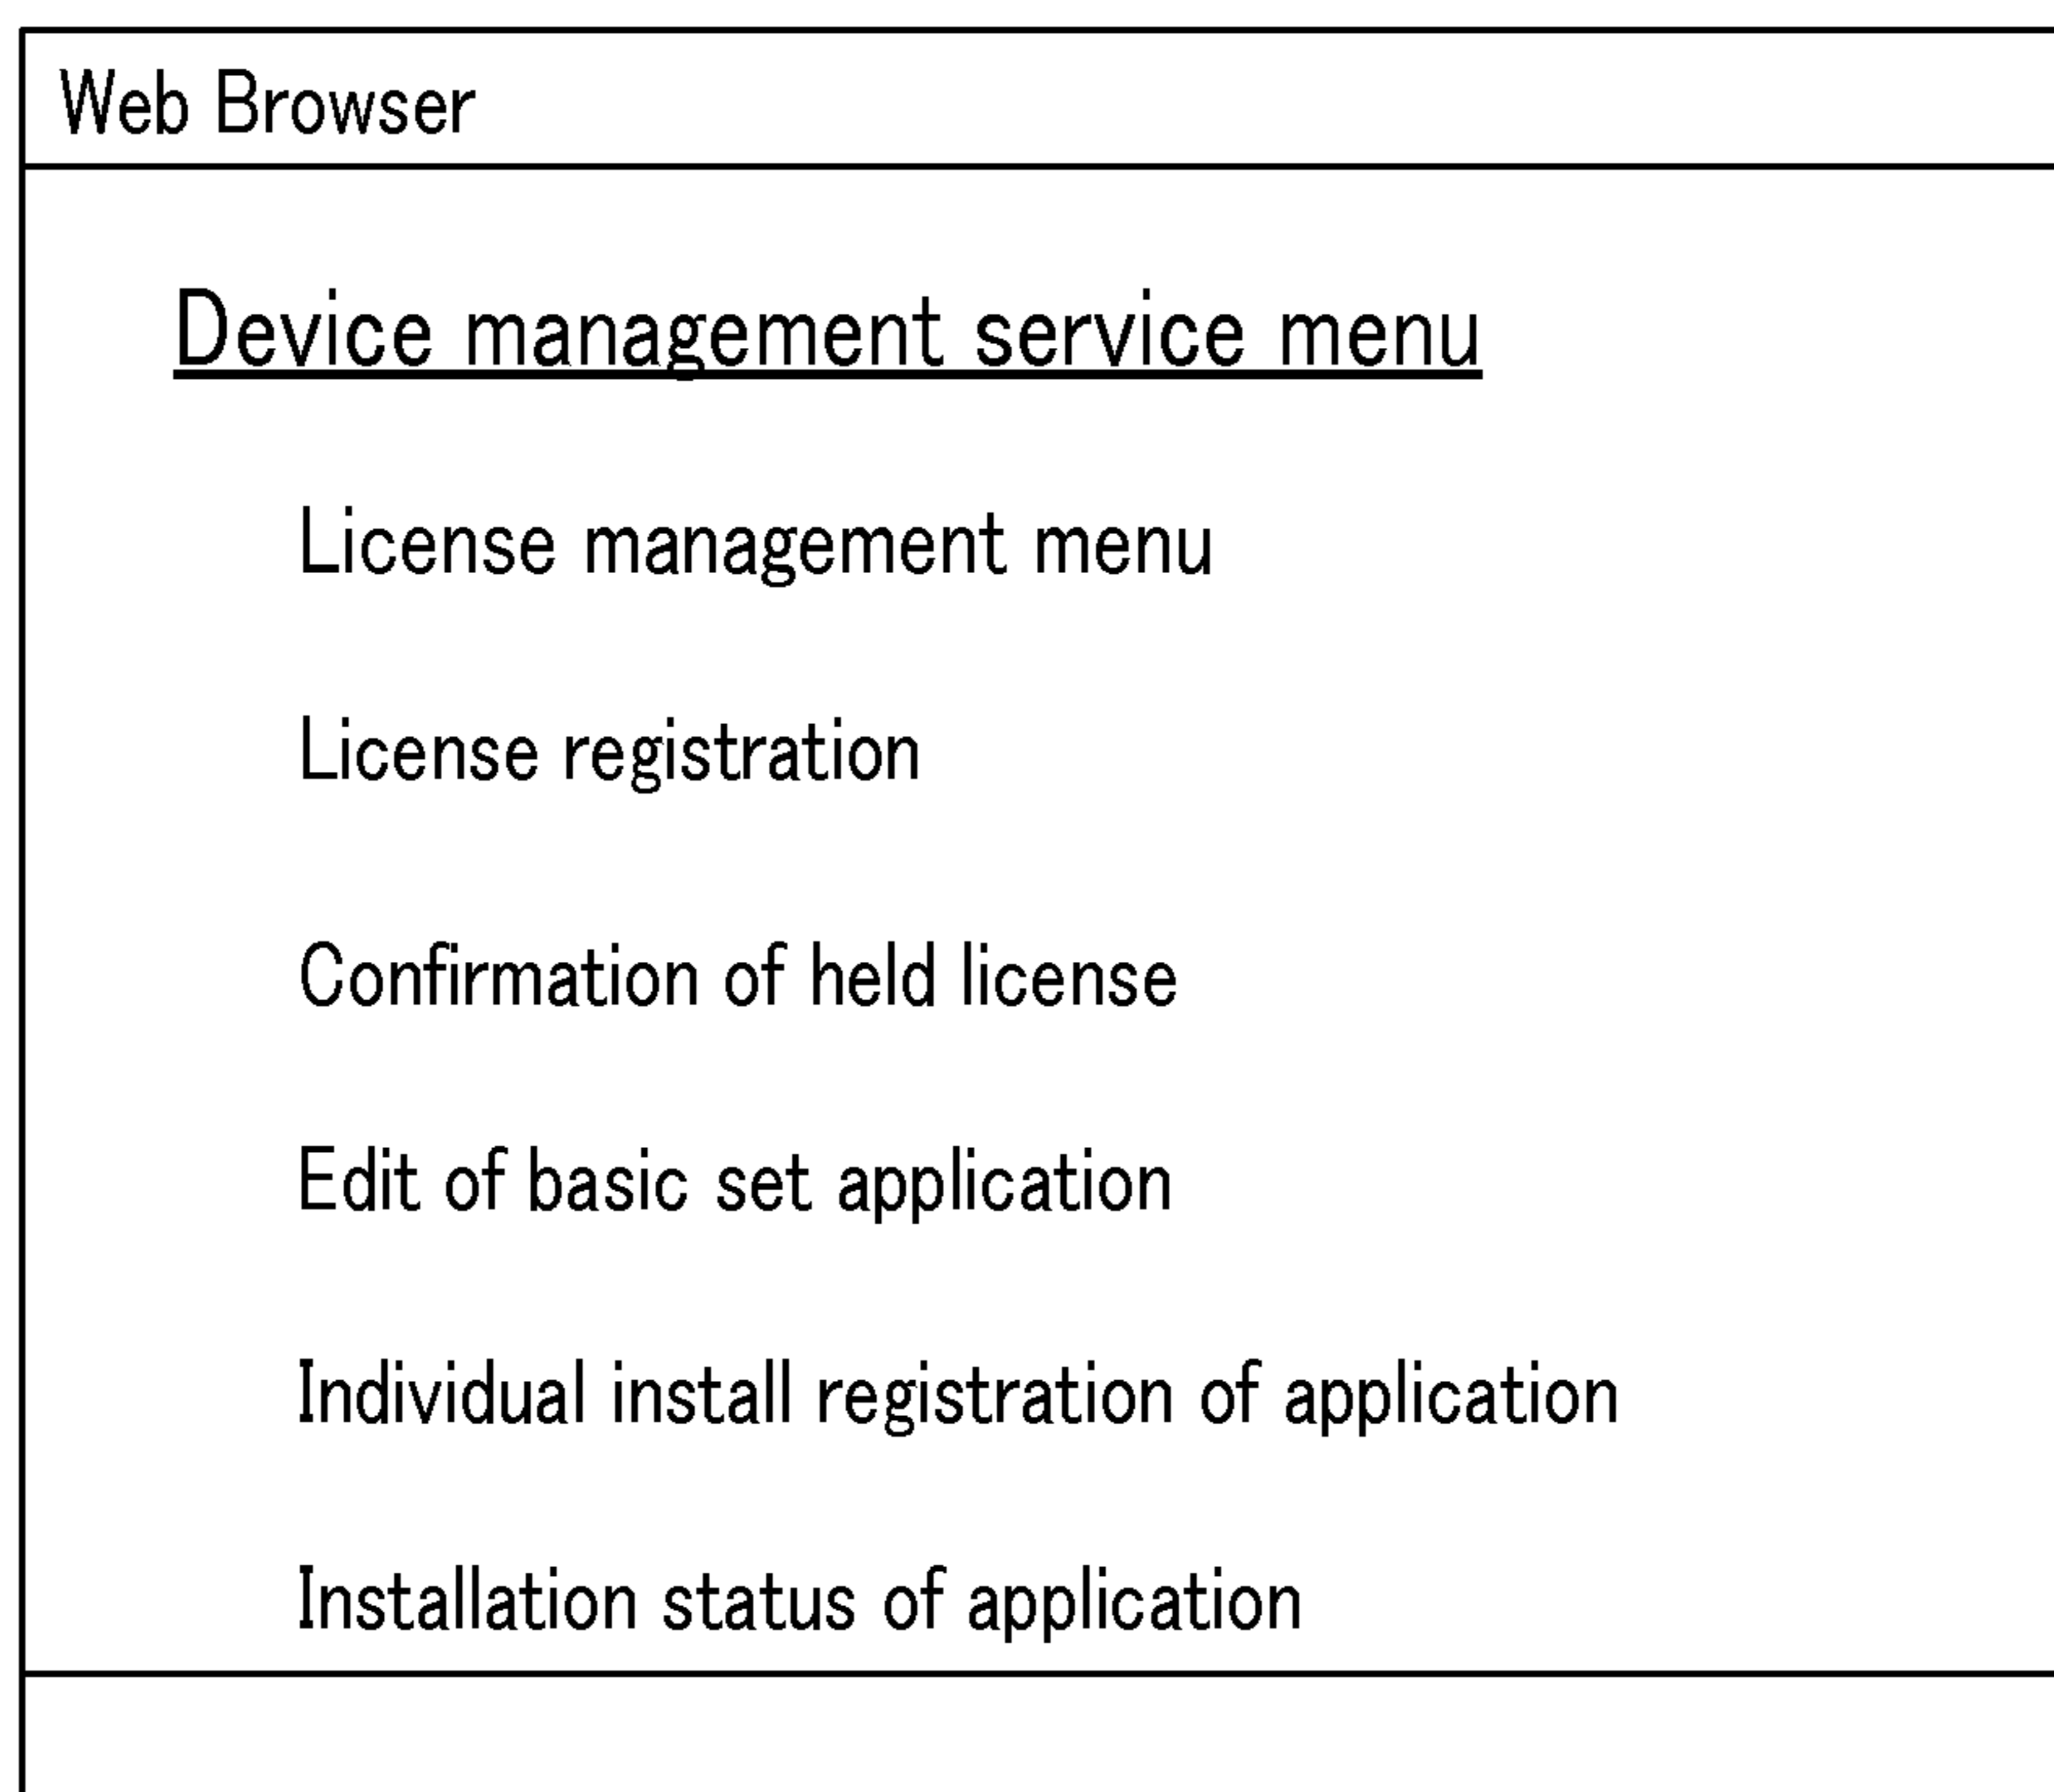 Web Browser
Device management service menu
License management menu
License registration
Confirmation of held license
Edit of basic set application
Individual install registration of application
Installation status of application